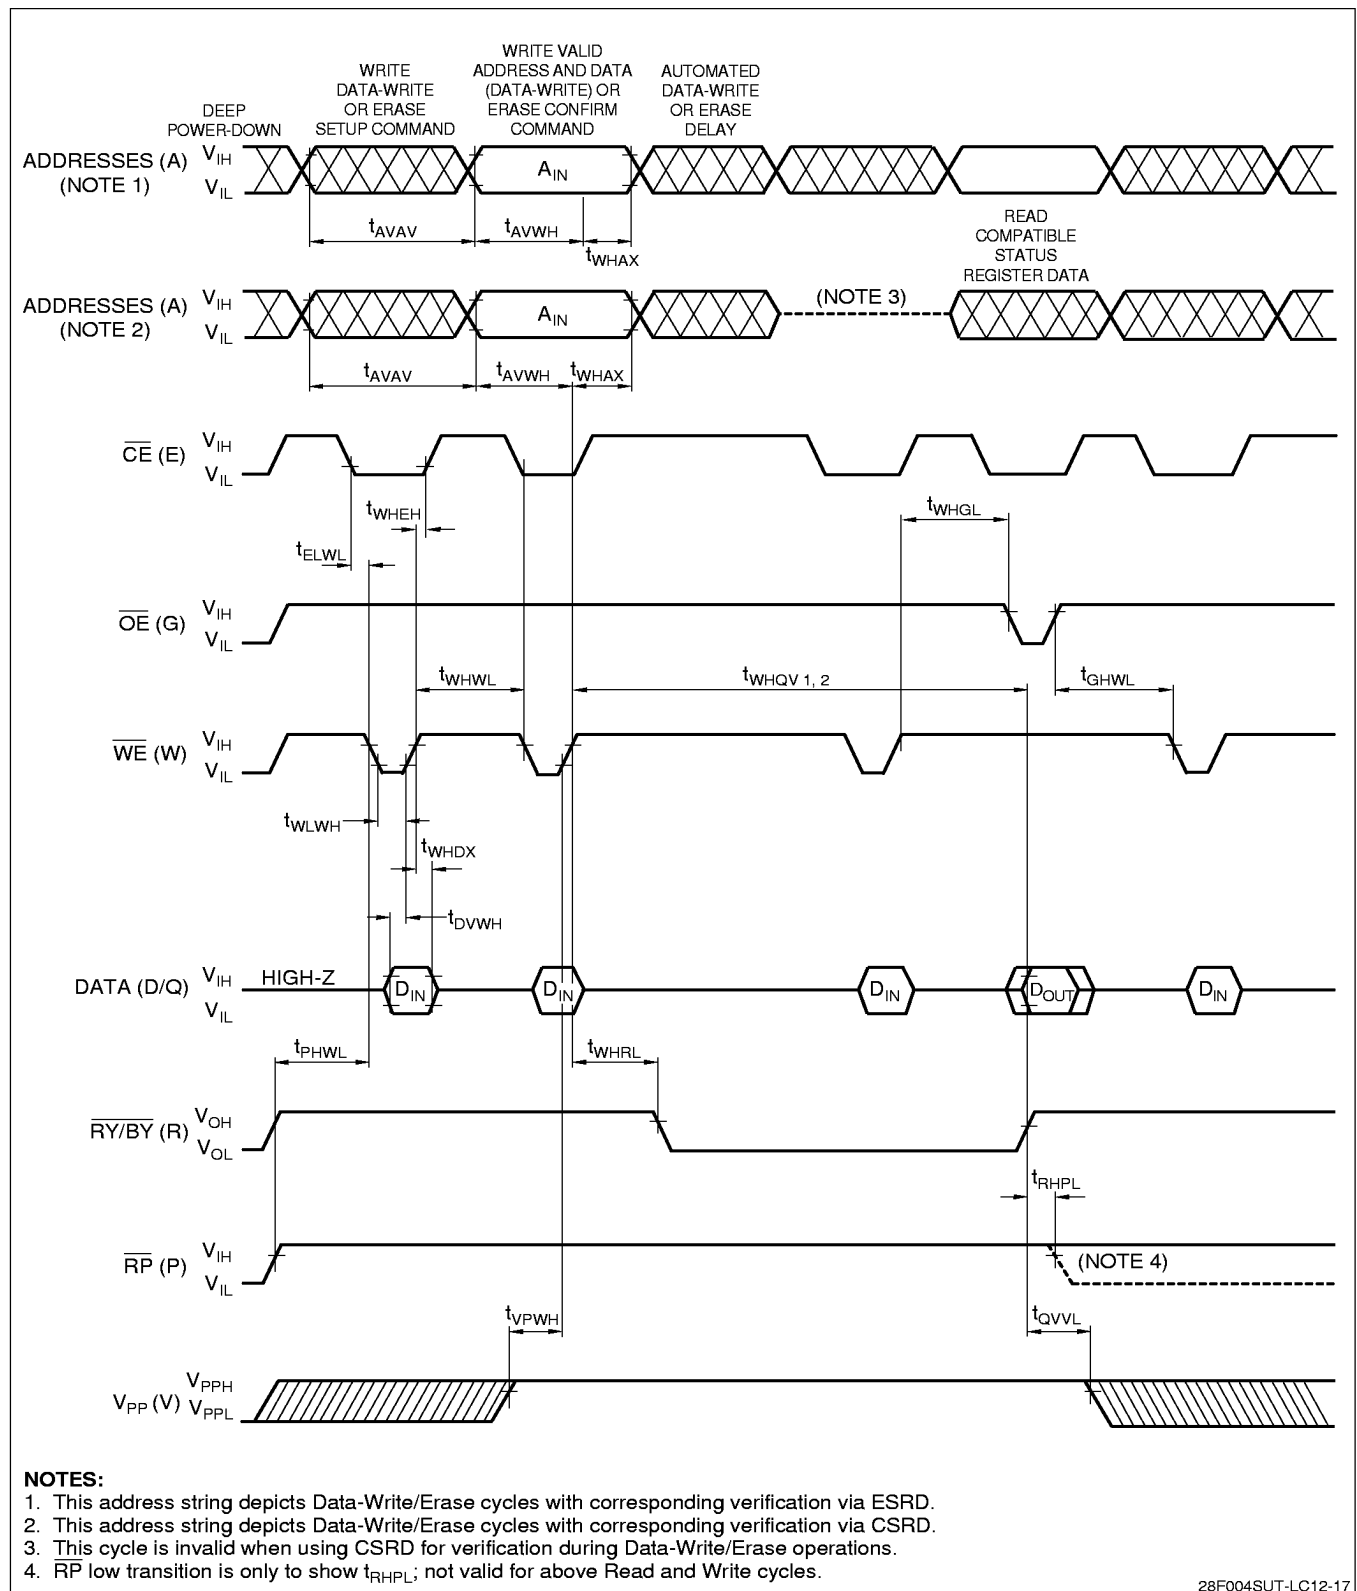 DEEP
POWER-DOWN
WRITE
DATA-WRITE
OR ERASE
SETUP COMMAND
WRITE VALID
ADDRESS AND DATA
(DATA-WRITE) OR
ERASE CONFIRM
COMMAND
AUTOMATED
DATA-WRITE
OR ERASE
DELAY
ADDRESSES (A)
(NOTE 1)
VIH
VIL
AIN
tAVAV
tAVWH
tWHAX
READ
COMPATIBLE
STATUS
REGISTER DATA
ADDRESSES (A)
(NOTE 2)
VIH
VIL
AIN
(NOTE 3)
tAVAV
tAVWH
tWHAX
CE (E)
VIH
VIL
tWHEH
tWHGL
tELWL
OE (G)
VIH
VIL
tWHWL
tWHQV 1, 2
tGHWL
WE (W)
VIH
VIL
tWLWH
tWHDX
tDVWH
DATA (D/Q)
VIH
VIL
HIGH-Z
DIN
DIN
DIN
DOUT
DIN
tPHWL
tWHRL
RY/BY (R)
VOH
VOL
tRHPL
RP (P)
VIH
VIL
(NOTE 4)
tVPWH
tQVVL
VPP (V)
VPPH
VPPL
NOTES:
1. This address string depicts Data-Write/Erase cycles with corresponding verification via ESRD.
2. This address string depicts Data-Write/Erase cycles with corresponding verification via CSRD.
3. This cycle is invalid when using CSRD for verification during Data-Write/Erase operations.
4. RP low transition is only to show tRHPL; not valid for above Read and Write cycles.
28F004SUT-LC12-17